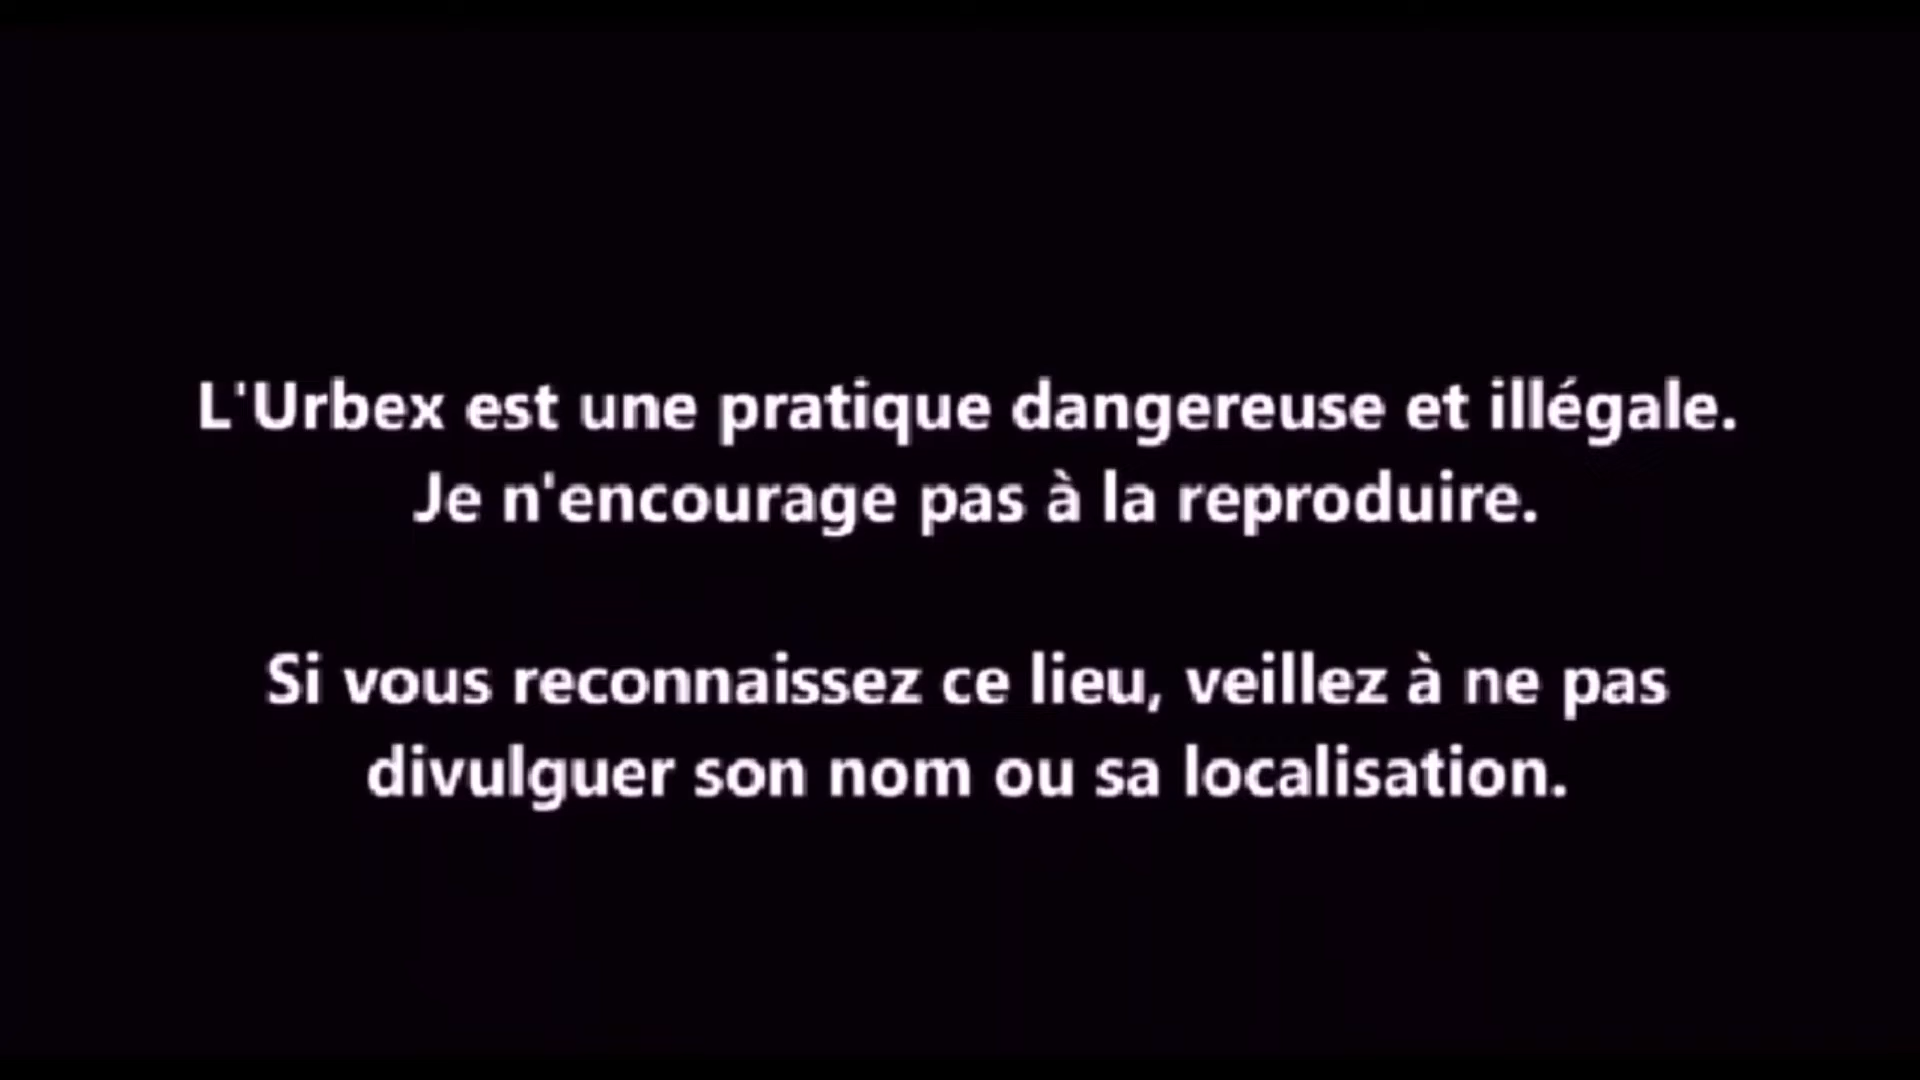 L'Urbex est une pratique dangereuse et illégale.
Je n'encourage pas à la reproduire.
Si vous reconnaissez ce lieu, veillez à ne pas
divulguer son nom ou sa localisation.